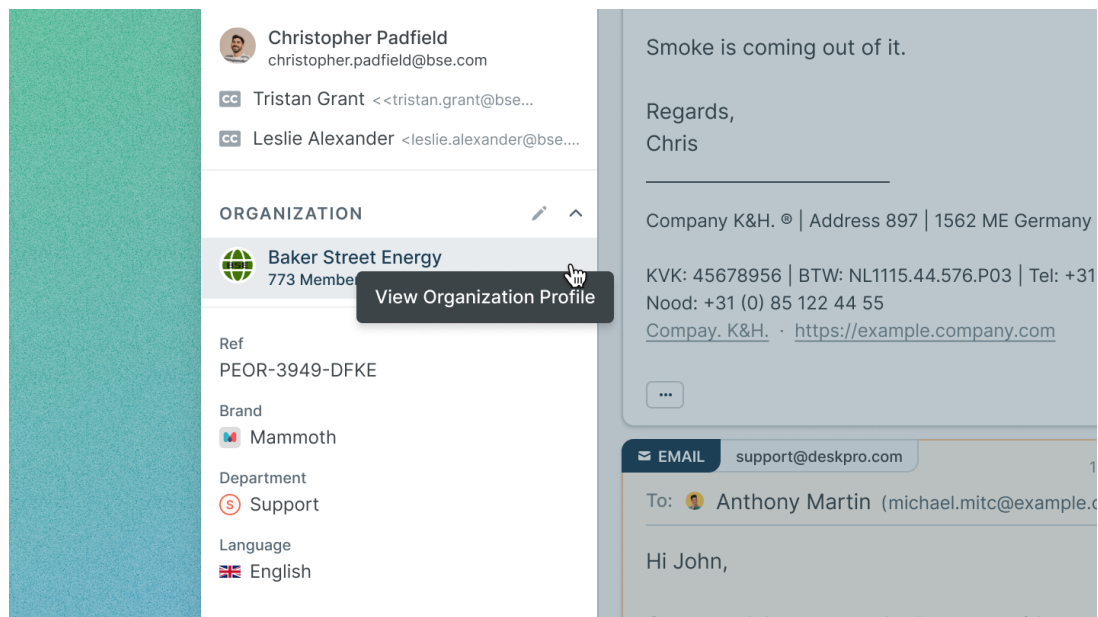 Christopher Padfield
christopher.padfield@bse.com
CC Tristan Grant <<tristan.grant@bse...
CC Leslie Alexander <leslie.alexander@bse....
ORGANIZATION
BSE
Baker Street Energy
773 Member
View Organization Profile
Ref
PEOR-3949-DFKE
Brand
Mammoth
Department
S Support
Language
English
Smoke is coming out of it.
Regards,
Chris
Company K&H. ® | Address 897 | 1562 ME Germany
KVK: 45678956 | BTW: NL1115.44.576.P03 | Tel: +31
Nood: +31 (0) 85 122 44 55
Compay. K&H. · https://example.company.com
...
EMAIL support@deskpro.com
1
To: Anthony Martin (michael.mitc@example.c
Hi John,